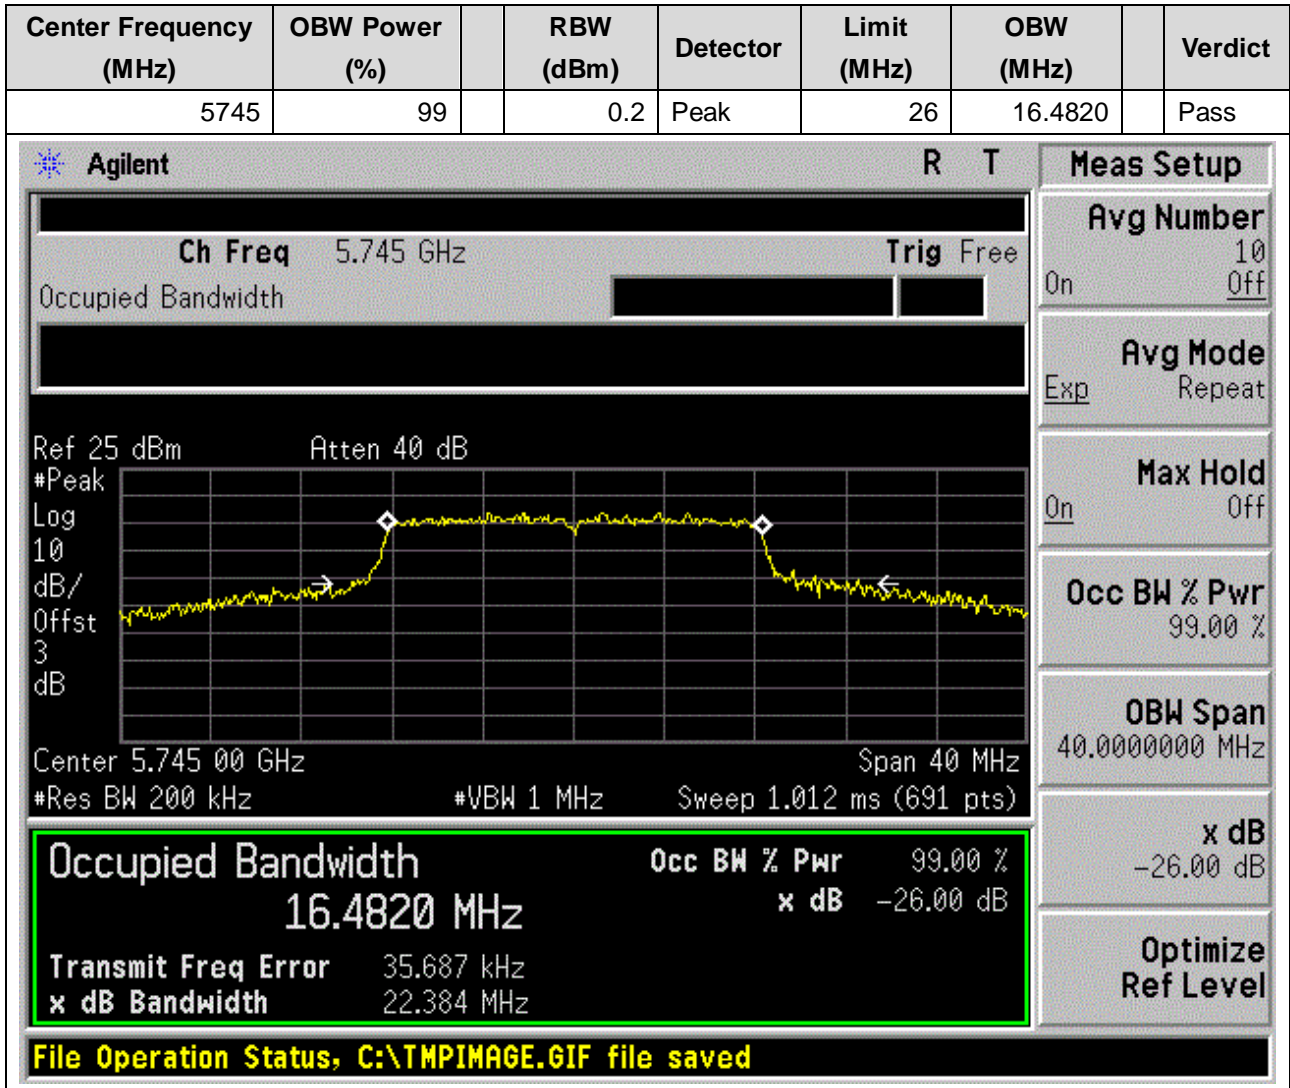 Center Frequency (MHz) OBW Power (%) RBW (dBm) Detector Limit (MHz) OBW (MHz) Verdict
5745 99 0.2 Peak 26 16.4820 Pass
Agilent R T
Ch Freq 5.745 GHz Trig Free
Occupied Bandwidth
Ref 25 dBm Atten 40 dB
#Peak
Log
10
dB/
Offst
3
dB
Center 5.745 00 GHz Span 40 MHz
#Res BW 200 kHz #VBW 1 MHz Sweep 1.012 ms (691 pts)
Occupied Bandwidth
16.4820 MHz
Occ BW % Pwr 99.00 %
x dB -26.00 dB
Transmit Freq Error 35.687 kHz
x dB Bandwidth 22.384 MHz
File Operation Status, C:\TMPIMAGE.GIF file saved
Meas Setup
Avg Number
10
On Off
Avg Mode
Exp Repeat
Max Hold
On Off
Occ BW % Pwr
99.00 %
OBW Span
40.0000000 MHz
x dB
-26.00 dB
Optimize
Ref Level